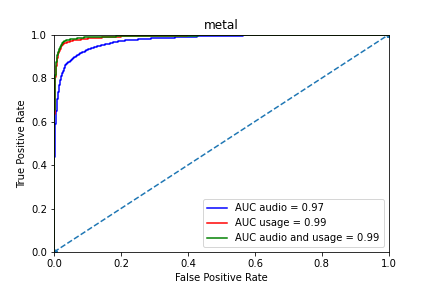 metal
True Positive Rate
1.0
0.8
0.6
0.4
0.2
0.0
AUC audio = 0.97
AUC usage = 0.99
AUC audio and usage = 0.99
0.0 0.2 0.4 0.6 0.8 1.0
False Positive Rate